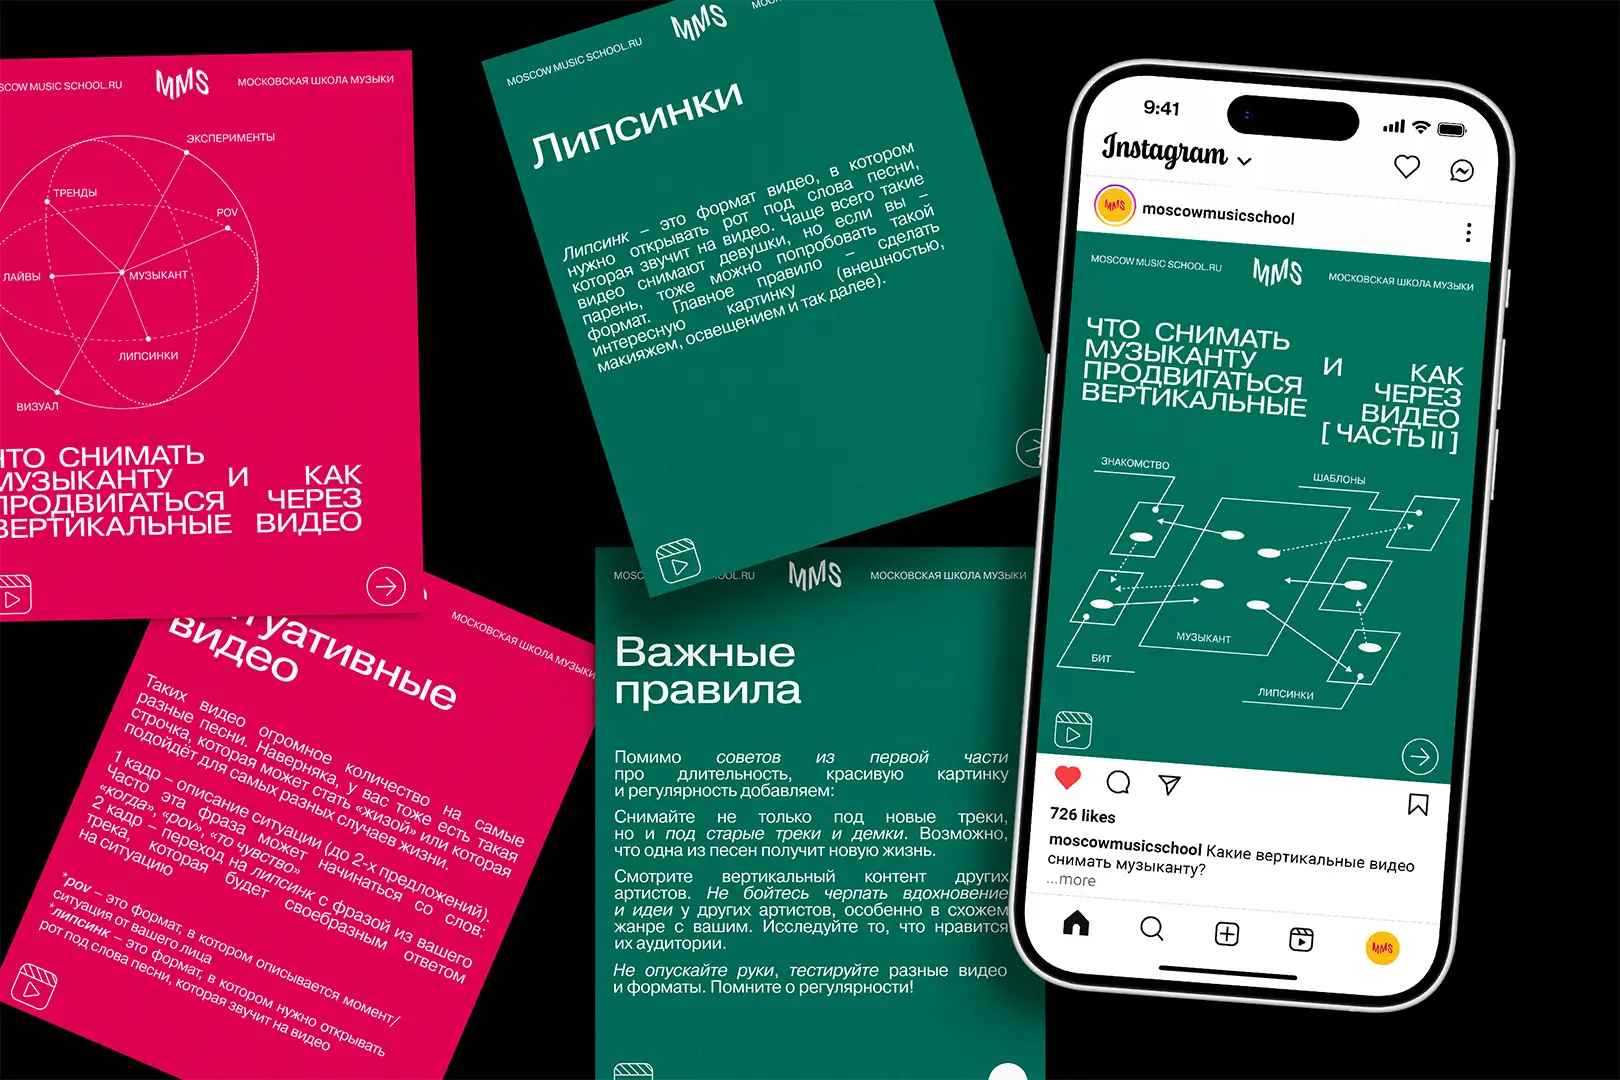 MUSIC SCHOOL.RU
MMS
МОСКОВСКАЯ ШКОЛА МУЗЫКИ
ЭКСПЕРИМЕНТЫ
ТРЕНДЫ
POV
ЛАЙВЫ
МУЗЫКАНТ
ЛИПСИНКИ
ВИЗУАЛ
ЧТО СНИМАТЬ
МУЗЫКАНТУ И КАК
ПРОДВИГАТЬСЯ ЧЕРЕЗ
ВЕРТИКАЛЬНЫЕ ВИДЕО
MOSCOW MUSIC SCHOOL.RU
MMS
Липсинки
Липсинк – это формат видео, в котором
нужно открывать рот под слова песни,
которая звучит на видео. Чаще всего такие
видео снимают девушки, но если вы –
парень, тоже можно попробовать такой
формат. Главное правило – сделать
интересную картинку (внешностью,
макияжем, освещением и так далее).
МОСКОВСКАЯ ШКОЛА МУЗЫКИ
видео
Таких видео огромное количество на самые
разные песни. Наверняка, у вас тоже есть такая
строчка, которая может стать «жизой» или которая
подойдёт для самых разных случаев жизни.
1 кадр – описание ситуации (до 2-х предложений).
Часто эта фраза может начинаться со слов:
«когда», «pov», «то чувство»
2 кадр – переход на липсинк с фразой из вашего
трека, которая будет своебразным ответом
на ситуацию
*pov – это формат, в котором описывается момент/
ситуация от вашего лица
*липсинк – это формат, в котором нужно открывать
рот под слова песни, которая звучит на видео
MMS
МОСКОВСКАЯ ШКОЛА МУЗЫКИ
Важные
правила
Помимо советов из первой части
про длительность, красивую картинку
и регулярность добавляем:
Снимайте не только под новые треки,
но и под старые треки и демки. Возможно,
что одна из песен получит новую жизнь.
Смотрите вертикальный контент других
артистов. Не бойтесь черпать вдохновение
и идеи у других артистов, особенно в схожем
жанре с вашим. Исследуйте то, что нравится
их аудитории.
Не опускайте руки, тестируйте разные видео
и форматы. Помните о регулярности!
9:41
Instagram
MMS
moscowmusicschool
MOSCOW MUSIC SCHOOL.RU
MMS
МОСКОВСКАЯ ШКОЛА МУЗЫКИ
ЧТО СНИМАТЬ
МУЗЫКАНТУ И КАК
ПРОДВИГАТЬСЯ ЧЕРЕЗ
ВЕРТИКАЛЬНЫЕ ВИДЕО
[ ЧАСТЬ II ]
ЗНАКОМСТВО
ШАБЛОНЫ
МУЗЫКАНТ
БИТ
ЛИПСИНКИ
726 likes
moscowmusicschool Какие вертикальные видео
снимать музыканту?
...more
MMS